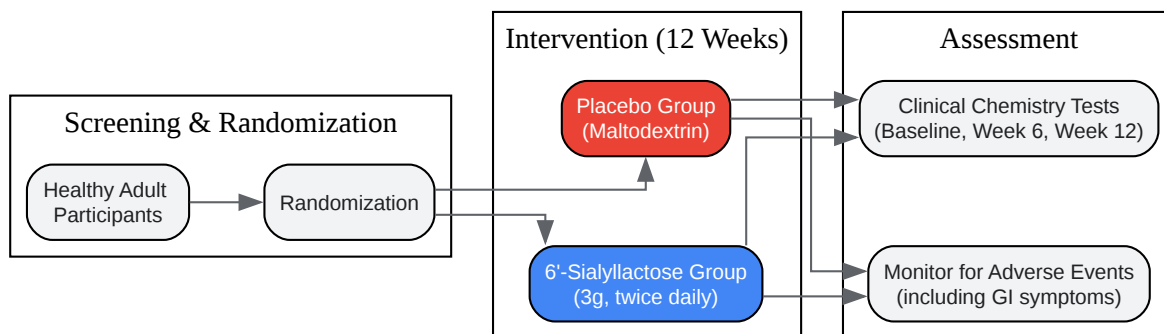 Screening & Randomization
Healthy Adult
Participants
Randomization
Intervention (12 Weeks)
Placebo Group
(Maltodextrin)
6'-Sialyllactose Group
(3g, twice daily)
Assessment
Clinical Chemistry Tests
(Baseline, Week 6, Week 12)
Monitor for Adverse Events
(including GI symptoms)